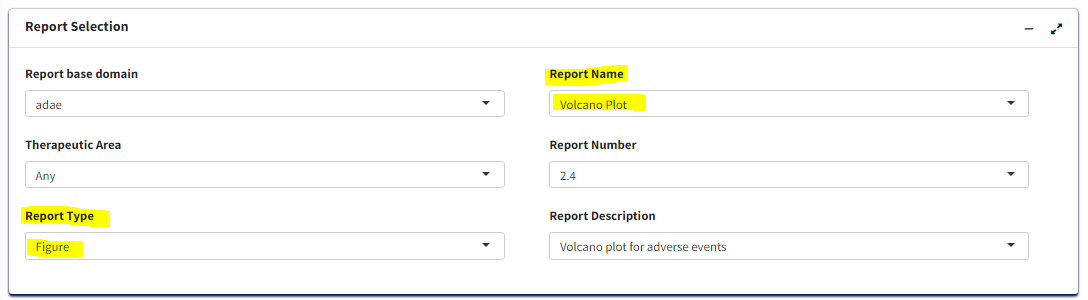 Report Selection
Report base domain
adae
Report Name
Volcano Plot
Therapeutic Area
Any
Report Number
2.4
Report Type
Figure
Report Description
Volcano plot for adverse events